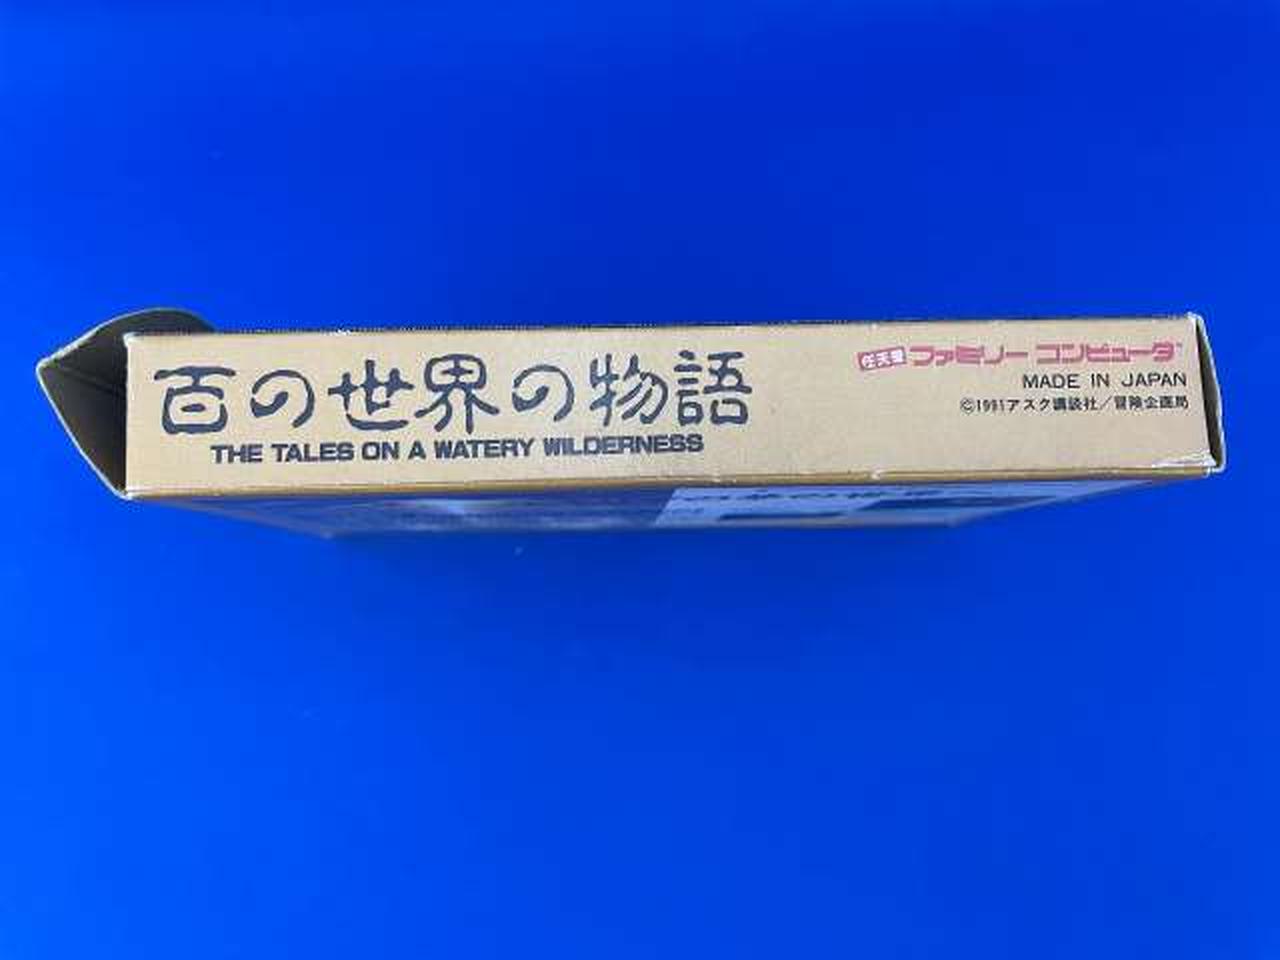 百の世界の物語
THE TALES ON A WATERY WILDERNESS
任天堂 ファミリー コンピュータ™
MADE IN JAPAN
©1991アスク講談社／冒険企画局